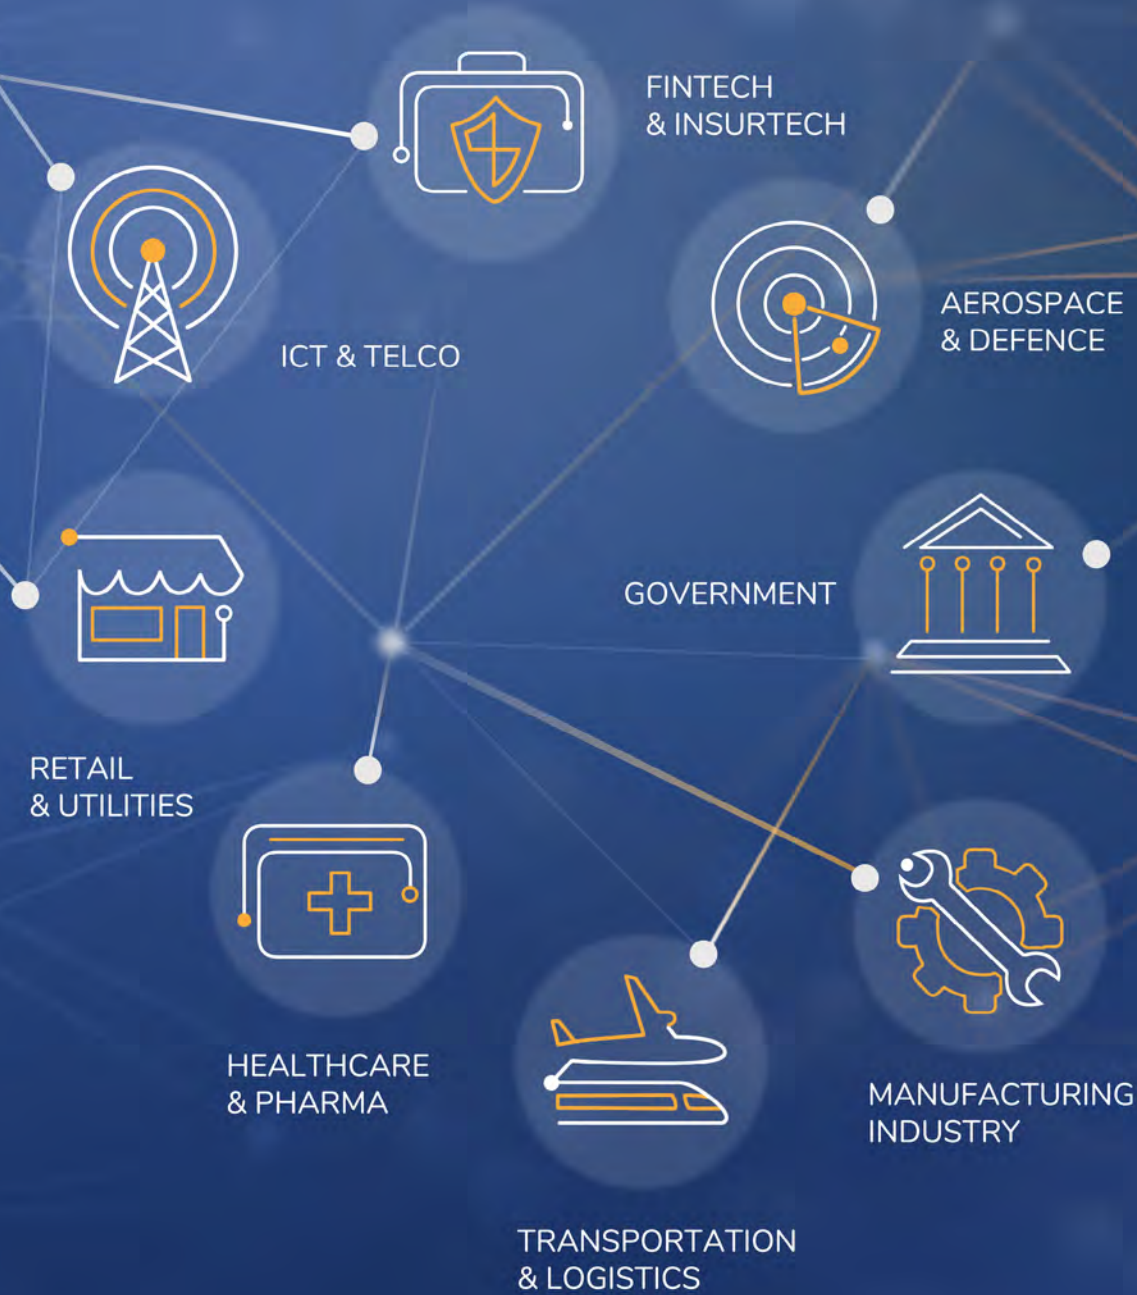 FINTECH
& INSURTECH
AEROSPACE
& DEFENCE
ICT & TELCO
GOVERNMENT
RETAIL
& UTILITIES
HEALTHCARE
& PHARMA
MANUFACTURING
INDUSTRY
TRANSPORTATION
& LOGISTICS